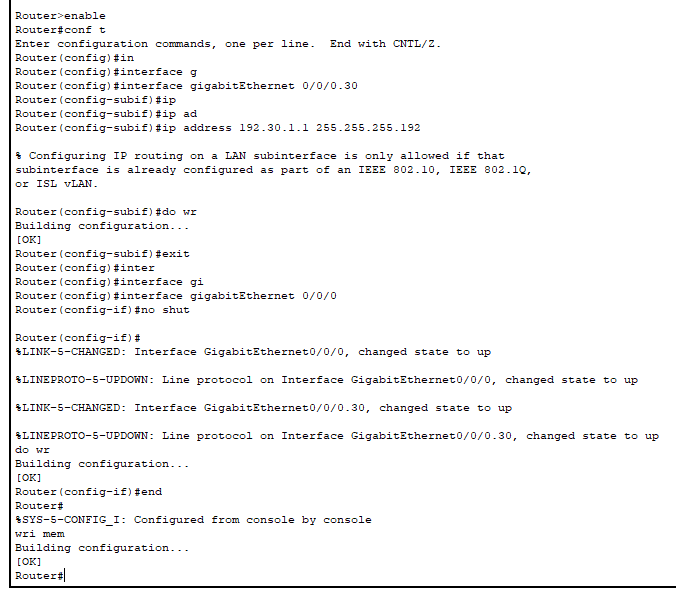 Router>enable
Router#conf t
Enter configuration commands, one per line.  End with CNTL/Z.
Router(config)#in
Router(config)#interface g
Router(config)#interface gigabitEthernet 0/0/0.30
Router(config-subif)#ip
Router(config-subif)#ip ad
Router(config-subif)#ip address 192.30.1.1 255.255.255.192
% Configuring IP routing on a LAN subinterface is only allowed if that
subinterface is already configured as part of an IEEE 802.10, IEEE 802.1Q,
or ISL vLAN.
Router(config-subif)#do wr
Building configuration...
[OK]
Router(config-subif)#exit
Router(config)#inter
Router(config)#interface gi
Router(config)#interface gigabitEthernet 0/0/0
Router(config-if)#no shut
Router(config-if)#
%LINK-5-CHANGED: Interface GigabitEthernet0/0/0, changed state to up
%LINEPROTO-5-UPDOWN: Line protocol on Interface GigabitEthernet0/0/0, changed state to up
%LINK-5-CHANGED: Interface GigabitEthernet0/0/0.30, changed state to up
%LINEPROTO-5-UPDOWN: Line protocol on Interface GigabitEthernet0/0/0.30, changed state to up
do wr
Building configuration...
[OK]
Router(config-if)#end
Router#
%SYS-5-CONFIG_I: Configured from console by console
wri mem
Building configuration...
[OK]
Router#